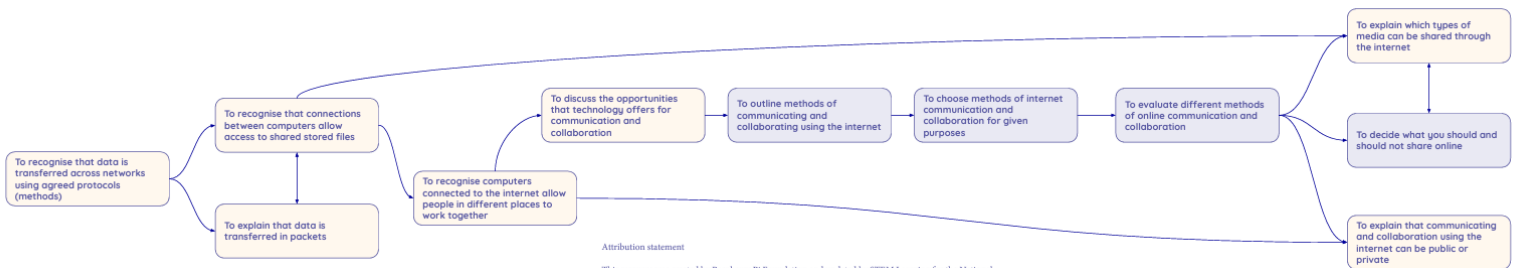 To recognise that data is
transferred across networks
using agreed protocols
(methods)
To recognise that connections
between computers allow
access to shared stored files
To explain that data is
transferred in packets
To recognise computers
connected to the internet allow
people in different places to
work together
To discuss the opportunities
that technology offers for
communication and
collaboration
To outline methods of
communicating and
collaborating using the internet
To choose methods of internet
communication and
collaboration for given
purposes
To evaluate different methods
of online communication and
collaboration
To explain which types of
media can be shared through
the internet
To decide what you should and
should not share online
To explain that communicating
and collaboration using the
internet can be public or
private
Attribution statement